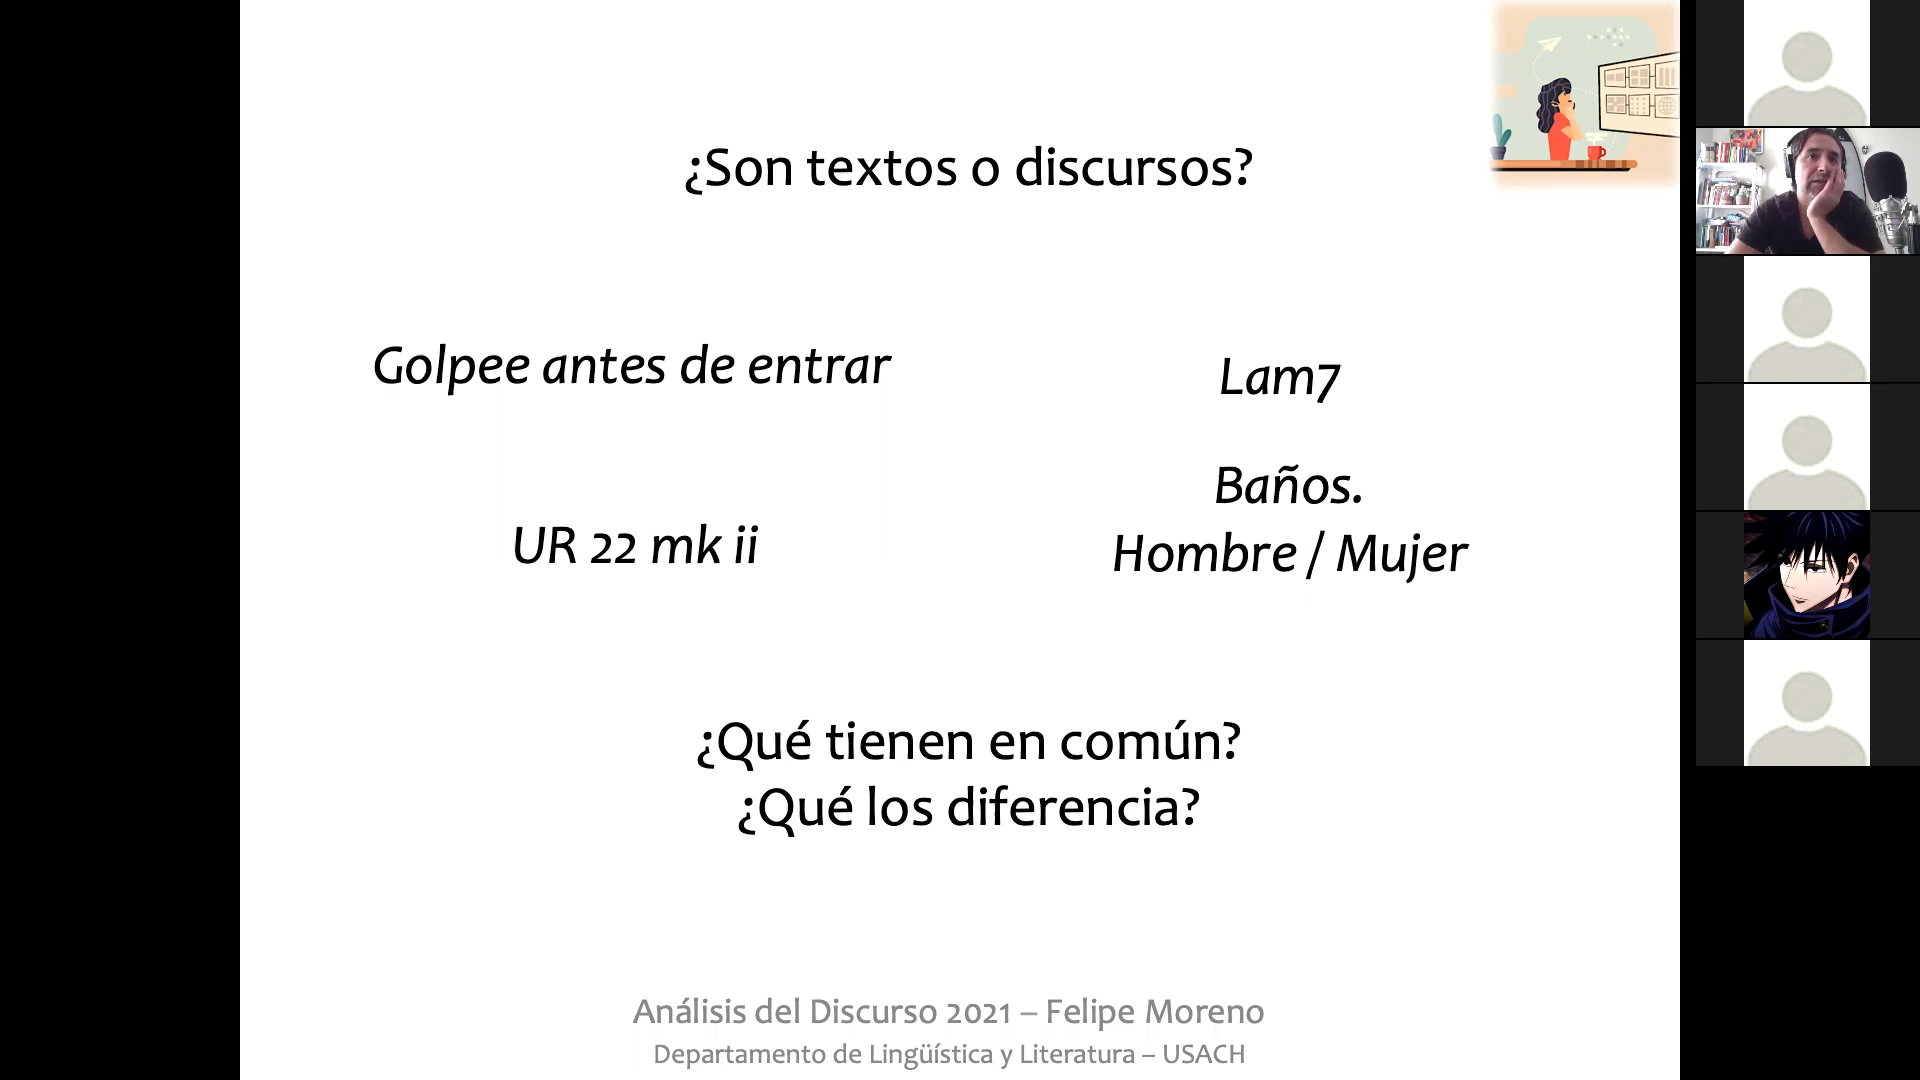 ¿Son textos o discursos?
Golpee antes de entrar
Lam7
UR 22 mk ii
Baños.
Hombre / Mujer
¿Qué tienen en común?
¿Qué los diferencia?
Análisis del Discurso 2021 – Felipe Moreno
Departamento de Lingüística y Literatura – USACH